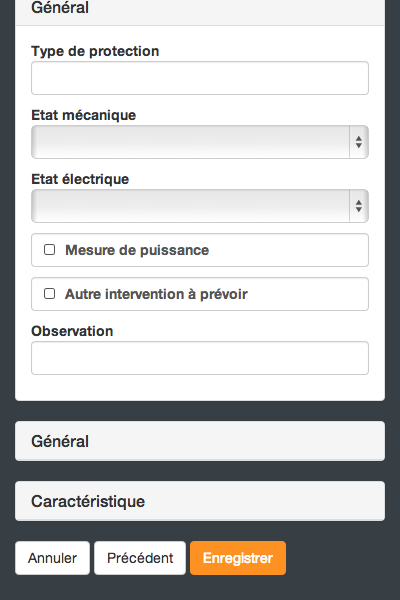 Général
Type de protection
Etat mécanique
Etat électrique
Mesure de puissance
Autre intervention à prévoir
Observation
Général
Caractéristique
Annuler Précédent Enregistrer